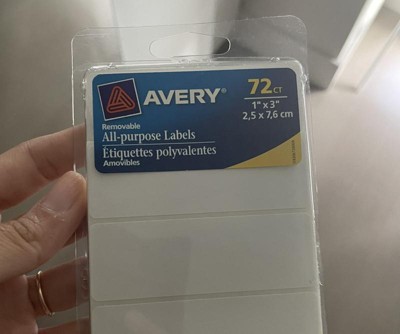 AVERY®
72 CT
1" x 3"
2,5 x 7,6 cm
Removable
All-purpose Labels
Étiquettes polyvalentes
Amovibles